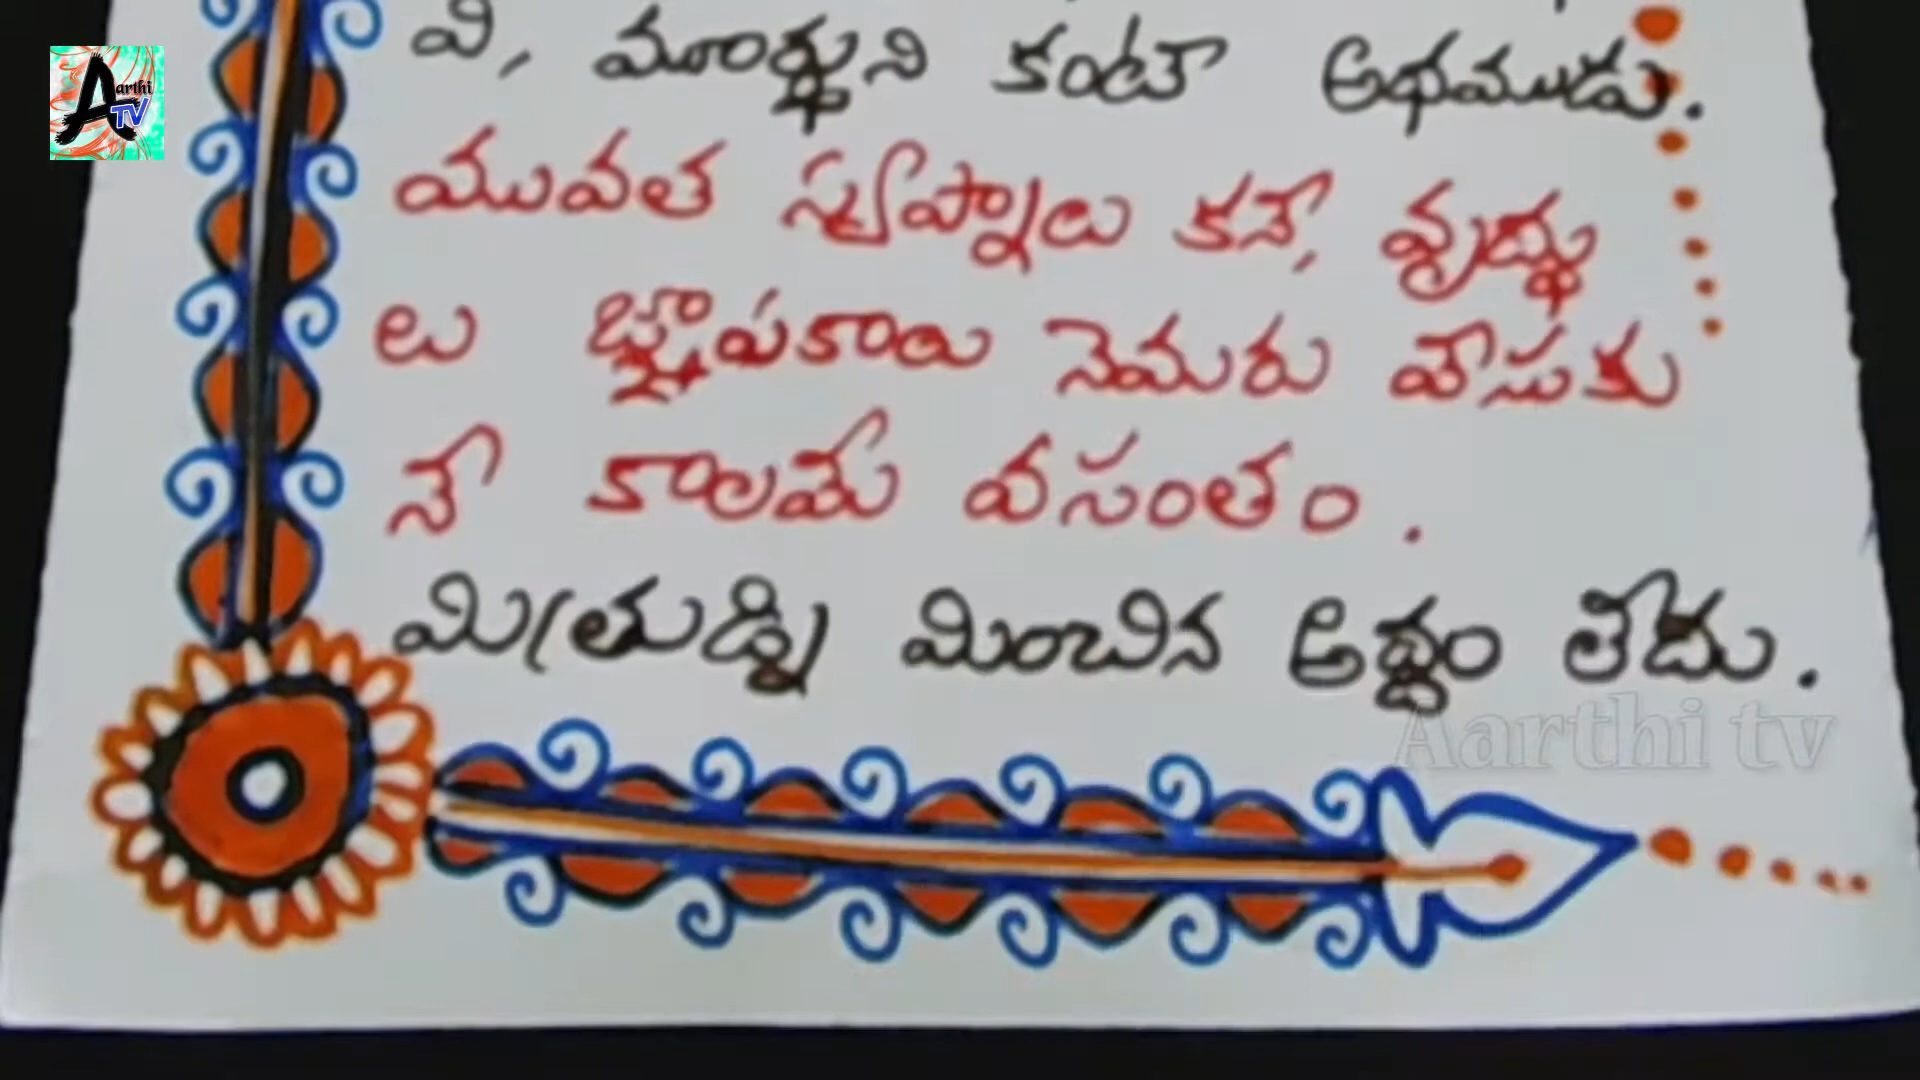 Aarthi TV
వి, మూర్ఖుని కంటె అధముడు.
యువత స్వప్నాలు కనే, వృద్ధు
లు జ్ఞాపకాలు నెమరు వేసుకు
నే కాలమే వసంతం.
మిత్రుడ్ని మించిన అద్దం లేదు.
Aarthi tv